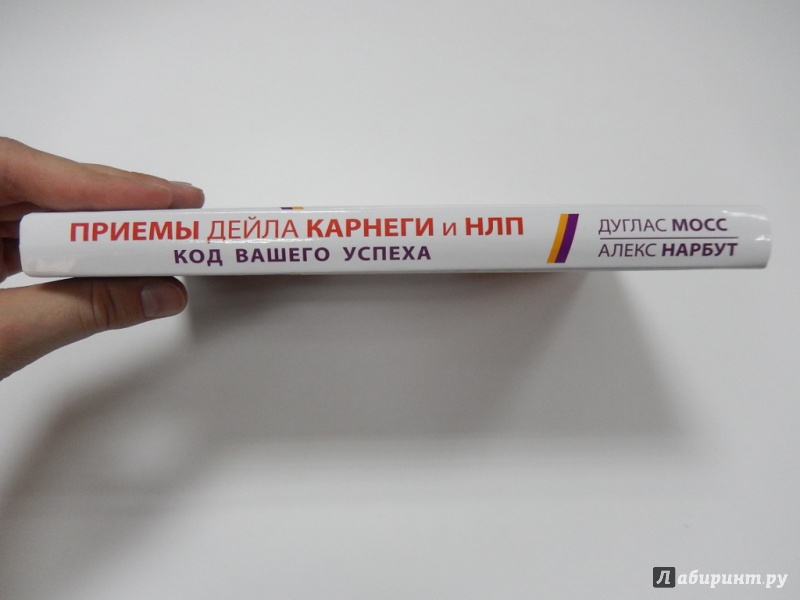 ПРИЕМЫ ДЕЙЛА КАРНЕГИ и НЛП
КОД ВАШЕГО УСПЕХА
ДУГЛАС МОСС
АЛЕКС НАРБУТ
Лабиринт.ру